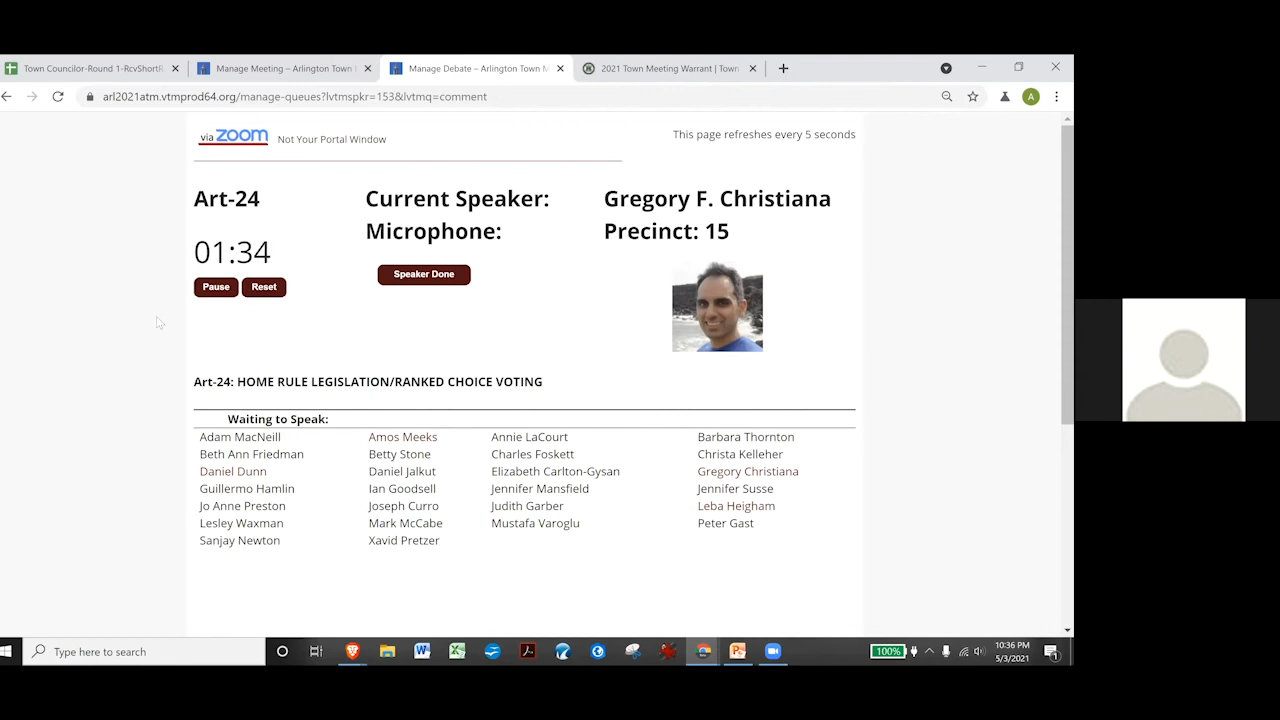 Town Councilor-Round 1-RcvShortR
Manage Meeting – Arlington Town
Manage Debate – Arlington Town M
2021 Town Meeting Warrant | Town
arl2021atm.vtmprod64.org/manage-queues?lvtmspkr=153&lvtmq=comment
A
via zoom Not Your Portal Window
This page refreshes every 5 seconds
Art-24 Current Speaker: Gregory F. Christiana
Microphone: Precinct: 15
01:34
Speaker Done
Pause Reset
Art-24: HOME RULE LEGISLATION/RANKED CHOICE VOTING
Waiting to Speak:
Adam MacNeill Amos Meeks Annie LaCourt Barbara Thornton
Beth Ann Friedman Betty Stone Charles Foskett Christa Kelleher
Daniel Dunn Daniel Jalkut Elizabeth Carlton-Gysan Gregory Christiana
Guillermo Hamlin Ian Goodsell Jennifer Mansfield Jennifer Susse
Jo Anne Preston Joseph Curro Judith Garber Leba Heigham
Lesley Waxman Mark McCabe Mustafa Varoglu Peter Gast
Sanjay Newton Xavid Pretzer
Type here to search
100%
10:36 PM
5/3/2021
1